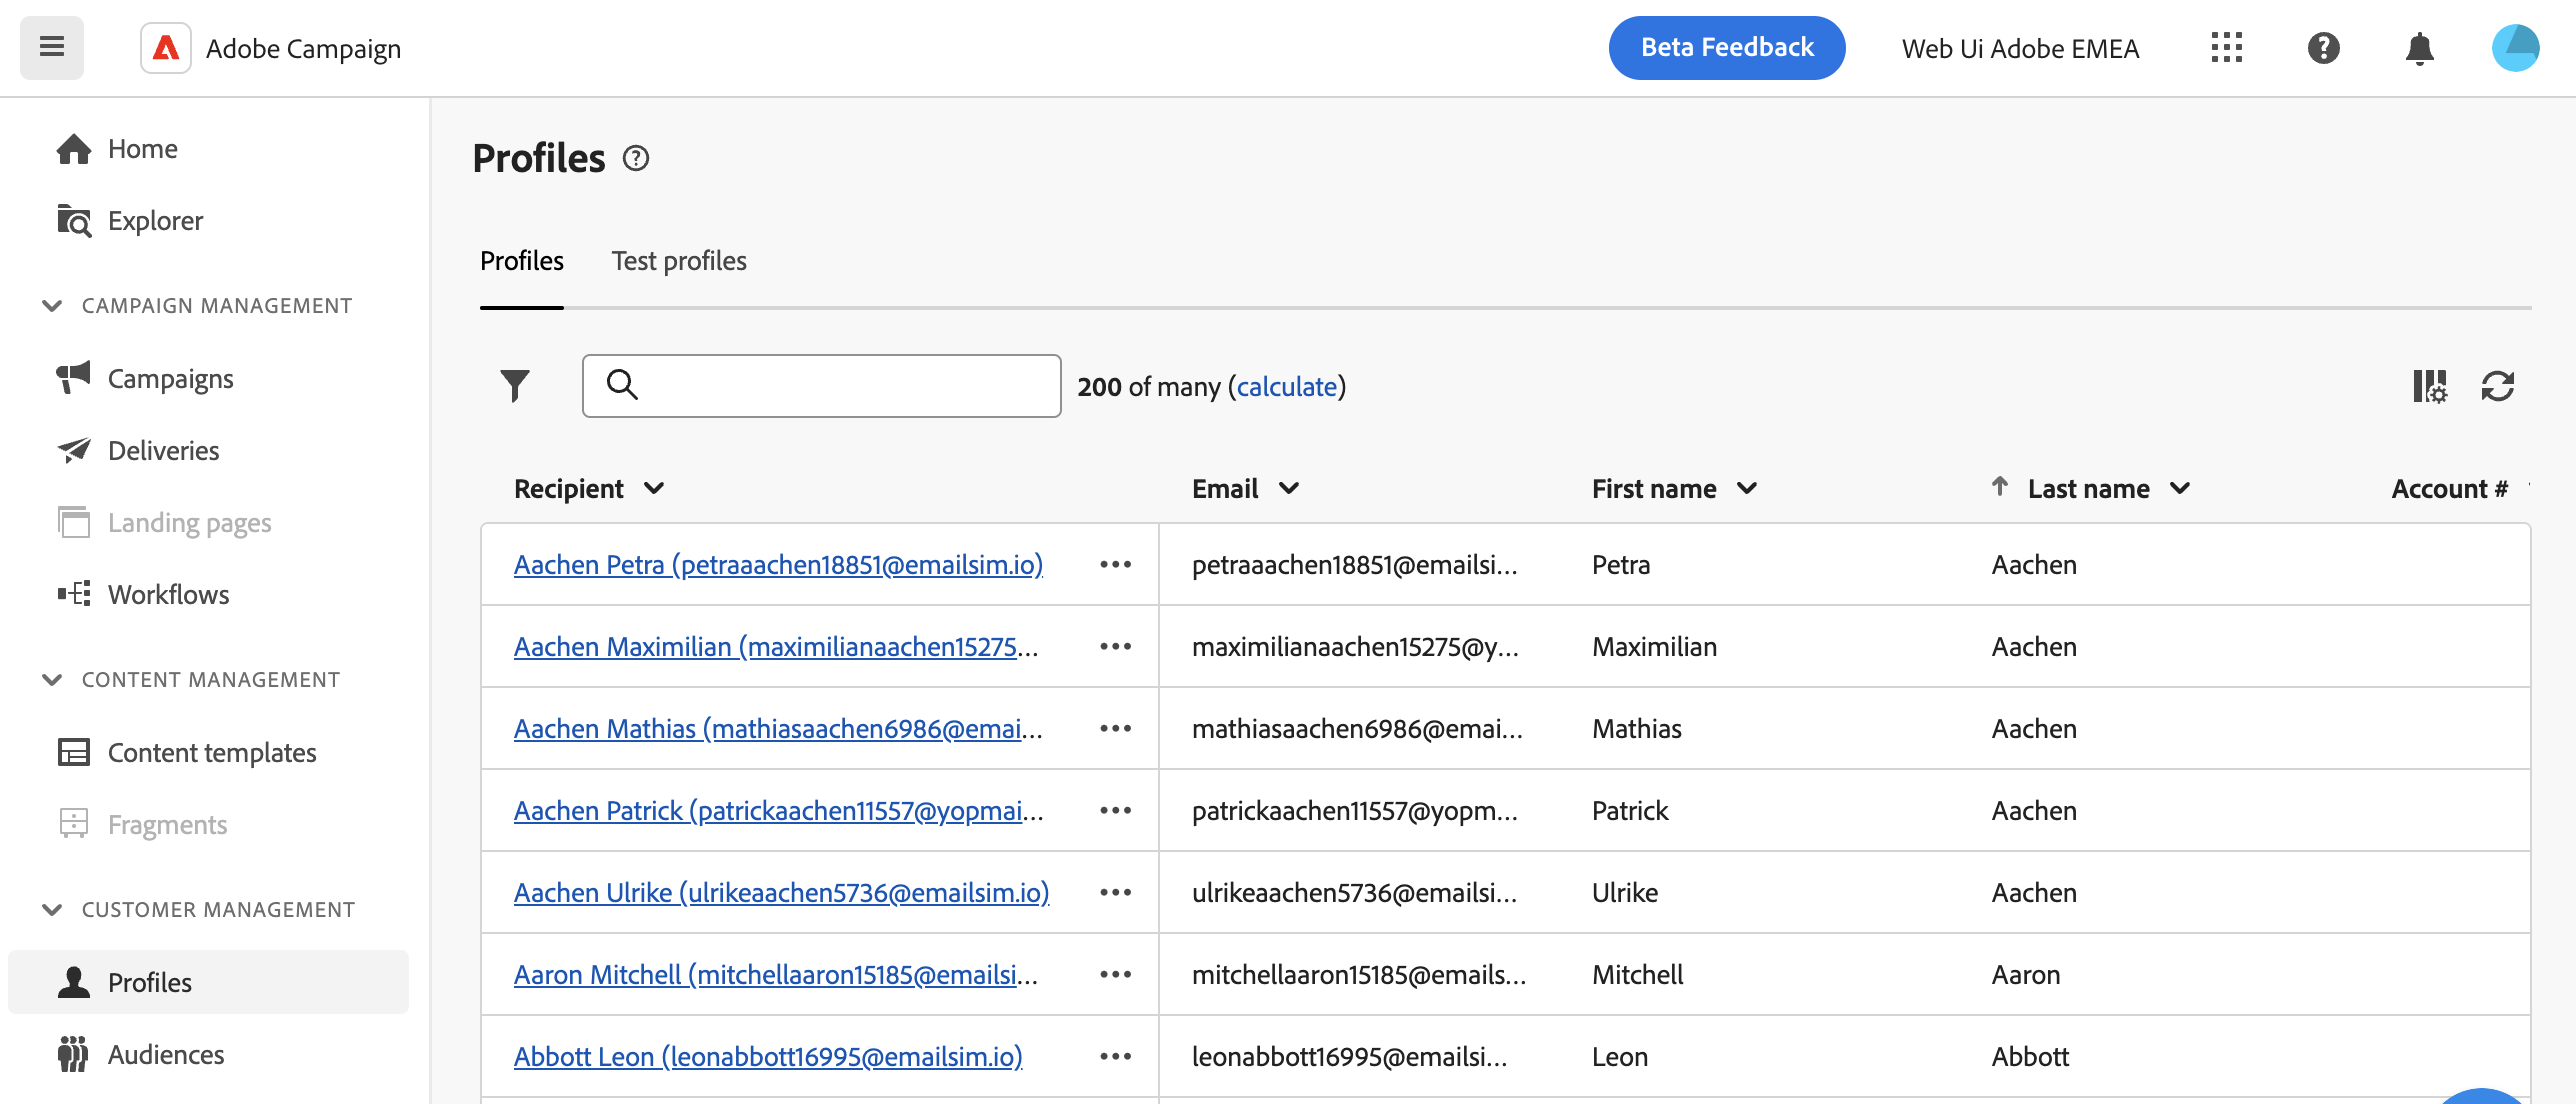 Adobe Campaign
Beta Feedback
Web Ui Adobe EMEA
Home
Explorer
CAMPAIGN MANAGEMENT
Campaigns
Deliveries
Landing pages
Workflows
CONTENT MANAGEMENT
Content templates
Fragments
CUSTOMER MANAGEMENT
Profiles
Audiences
Profiles
Profiles Test profiles
200 of many (calculate)
Recipient Email First name Last name Account #
Aachen Petra (petraaachen18851@emailsim.io) petraaachen18851@emailsi... Petra Aachen
Aachen Maximilian (maximilianaachen15275... maximilianaachen15275@y... Maximilian Aachen
Aachen Mathias (mathiasaachen6986@emai... mathiasaachen6986@emai... Mathias Aachen
Aachen Patrick (patrickaachen11557@yopmai... patrickaachen11557@yopm... Patrick Aachen
Aachen Ulrike (ulrikeaachen5736@emailsim.io) ulrikeaachen5736@emailsi... Ulrike Aachen
Aaron Mitchell (mitchellaaron15185@emailsi... mitchellaaron15185@emails... Mitchell Aaron
Abbott Leon (leonabbott16995@emailsim.io) leonabbott16995@emailsi... Leon Abbott